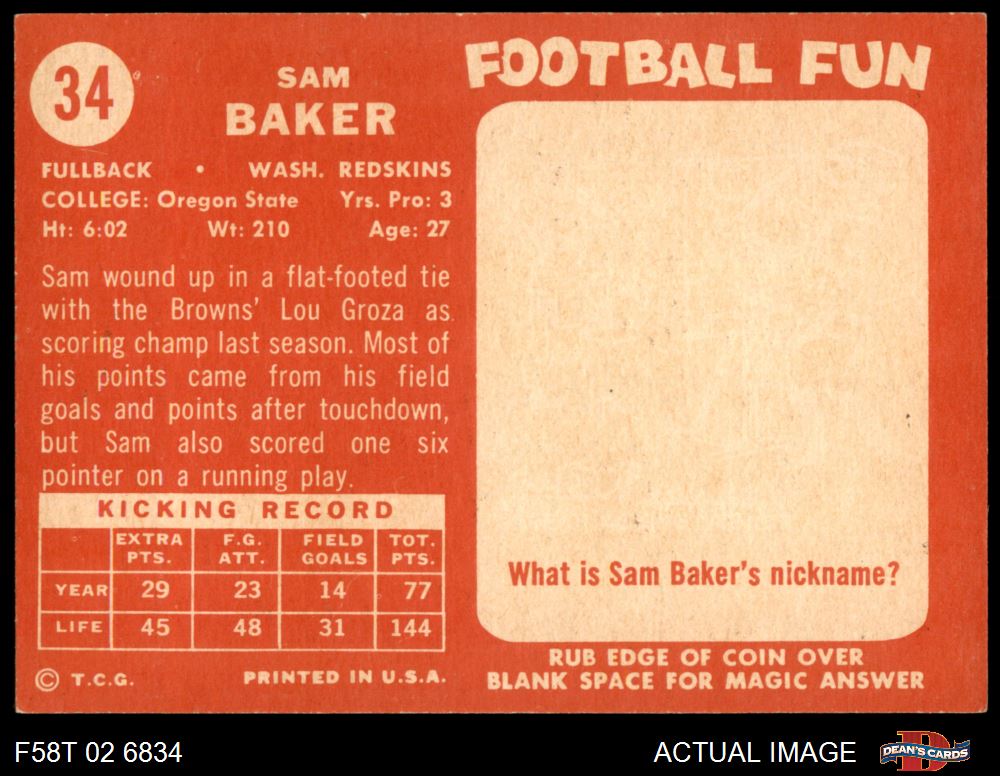 34
SAM
BAKER
FULLBACK • WASH. REDSKINS
COLLEGE: Oregon State Yrs. Pro: 3
Ht: 6:02 Wt: 210 Age: 27
Sam wound up in a flat-footed tie
with the Browns' Lou Groza as
scoring champ last season. Most of
his points came from his field
goals and points after touchdown,
but Sam also scored one six
pointer on a running play.
KICKING RECORD
EXTRA PTS. F.G. ATT. FIELD GOALS TOT. PTS.
YEAR 29 23 14 77
LIFE 45 48 31 144
© T.C.G. PRINTED IN U.S.A.
FOOTBALL FUN
What is Sam Baker's nickname?
RUB EDGE OF COIN OVER
BLANK SPACE FOR MAGIC ANSWER
F58T 02 6834 ACTUAL IMAGE D DEAN'S CARDS